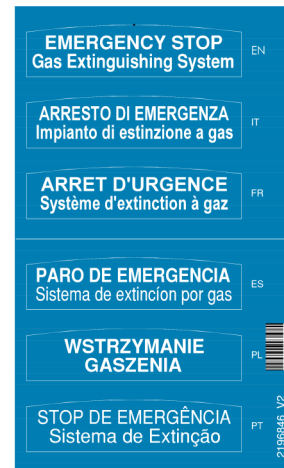 EMERGENCY STOP
Gas Extinguishing System
EN
ARRESTO DI EMERGENZA
Impianto di estinzione a gas
IT
ARRET D'URGENCE
Système d'extinction à gaz
FR
PARO DE EMERGENCIA
Sistema de extincíon por gas
ES
WSTRZYMANIE
GASZENIA
PL
STOP DE EMERGÊNCIA
Sistema de Extinção
PT
2196846 V2